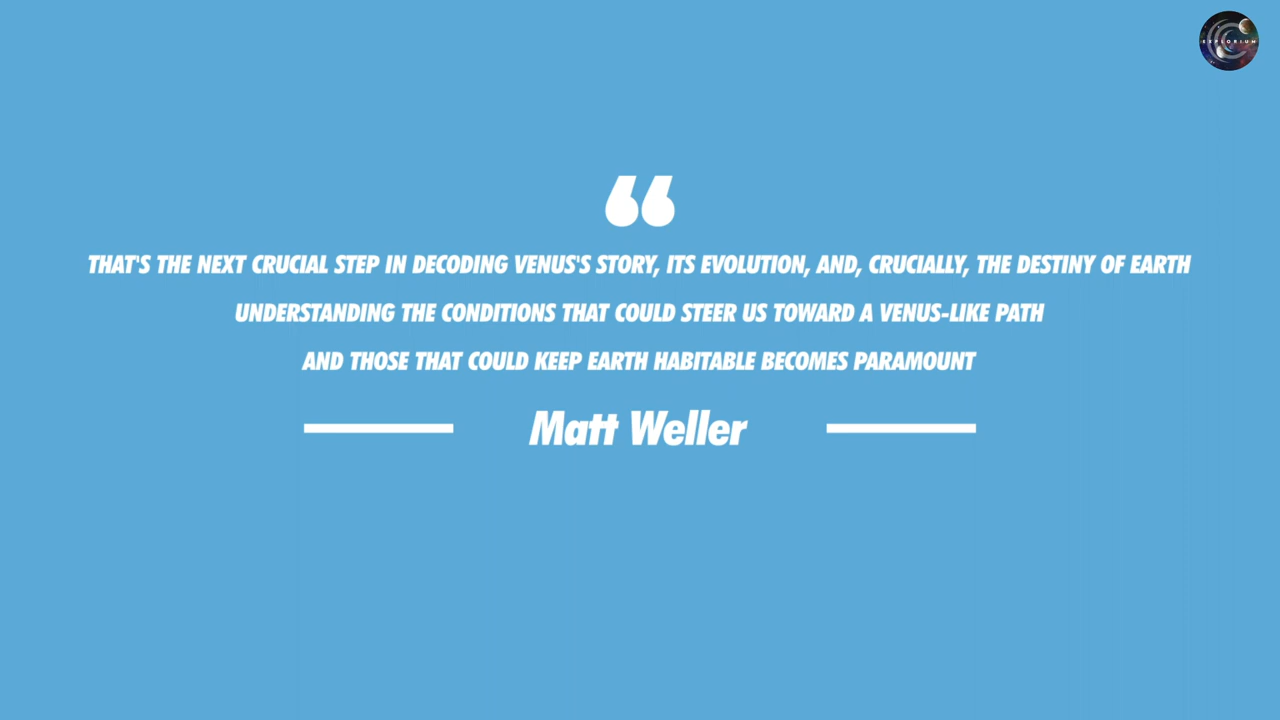 EXPLORIUM
“
THAT'S THE NEXT CRUCIAL STEP IN DECODING VENUS'S STORY, ITS EVOLUTION, AND, CRUCIALLY, THE DESTINY OF EARTH
UNDERSTANDING THE CONDITIONS THAT COULD STEER US TOWARD A VENUS-LIKE PATH
AND THOSE THAT COULD KEEP EARTH HABITABLE BECOMES PARAMOUNT
Matt Weller